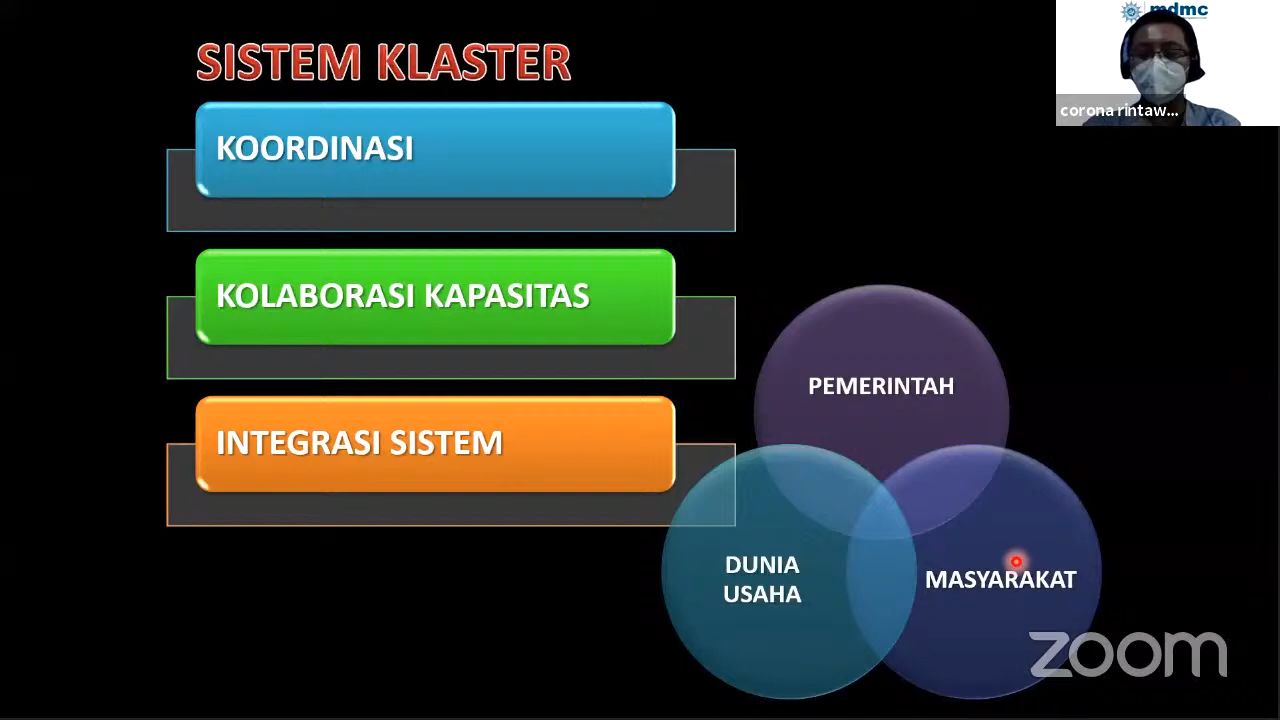 mdmc
corona rintaw...
SISTEM KLASTER
KOORDINASI
KOLABORASI KAPASITAS
INTEGRASI SISTEM
PEMERINTAH
DUNIA
USAHA
MASYARAKAT
zoom